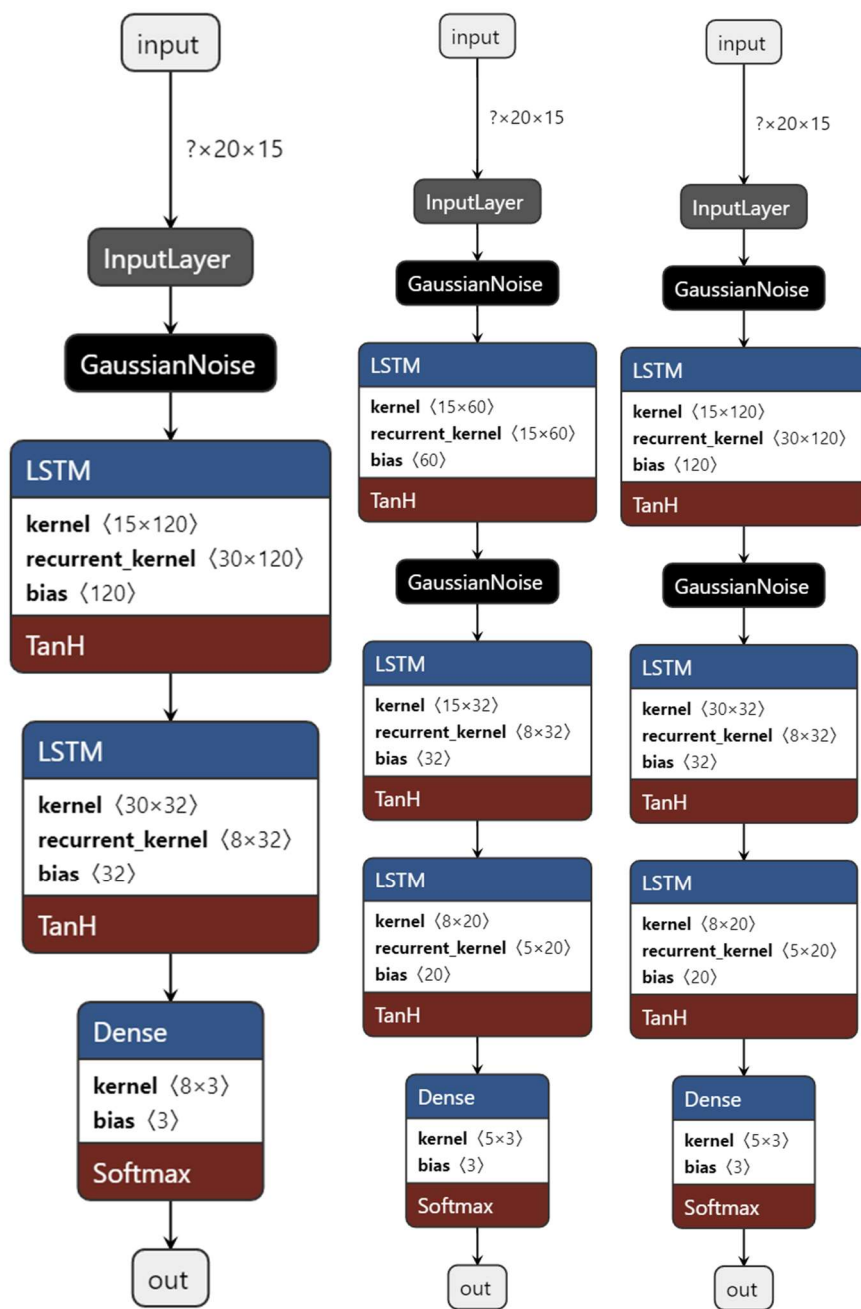 input
?×20×15
InputLayer
GaussianNoise
LSTM
kernel ⟨15×120⟩
recurrent_kernel ⟨30×120⟩
bias ⟨120⟩
TanH
LSTM
kernel ⟨30×32⟩
recurrent_kernel ⟨8×32⟩
bias ⟨32⟩
TanH
Dense
kernel ⟨8×3⟩
bias ⟨3⟩
Softmax
out
input
?×20×15
InputLayer
GaussianNoise
LSTM
kernel ⟨15×60⟩
recurrent_kernel ⟨15×60⟩
bias ⟨60⟩
TanH
GaussianNoise
LSTM
kernel ⟨15×32⟩
recurrent_kernel ⟨8×32⟩
bias ⟨32⟩
TanH
LSTM
kernel ⟨8×20⟩
recurrent_kernel ⟨5×20⟩
bias ⟨20⟩
TanH
Dense
kernel ⟨5×3⟩
bias ⟨3⟩
Softmax
out
input
?×20×15
InputLayer
GaussianNoise
LSTM
kernel ⟨15×120⟩
recurrent_kernel ⟨30×120⟩
bias ⟨120⟩
TanH
GaussianNoise
LSTM
kernel ⟨30×32⟩
recurrent_kernel ⟨8×32⟩
bias ⟨32⟩
TanH
LSTM
kernel ⟨8×20⟩
recurrent_kernel ⟨5×20⟩
bias ⟨20⟩
TanH
Dense
kernel ⟨5×3⟩
bias ⟨3⟩
Softmax
out